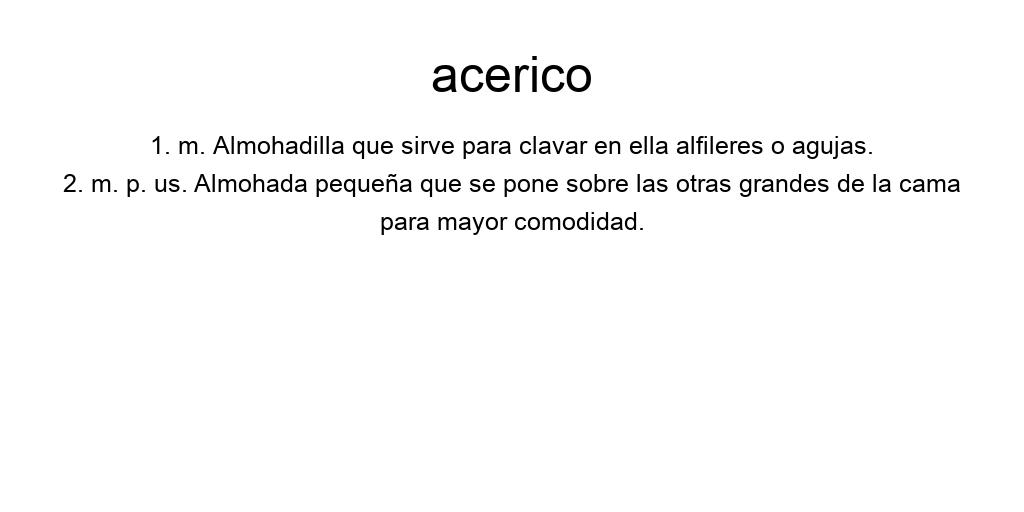 acerico
1. m. Almohadilla que sirve para clavar en ella alfileres o agujas.
2. m. p. us. Almohada pequeña que se pone sobre las otras grandes de la cama
para mayor comodidad.